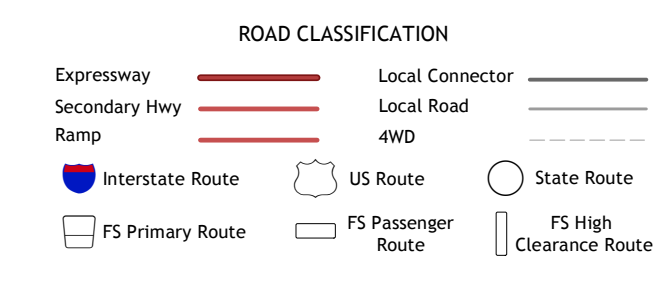 ROAD CLASSIFICATION
Expressway
Local Connector
Secondary Hwy
Local Road
Ramp
4WD
Interstate Route
US Route
State Route
FS Primary Route
FS Passenger
Route
FS High
Clearance Route